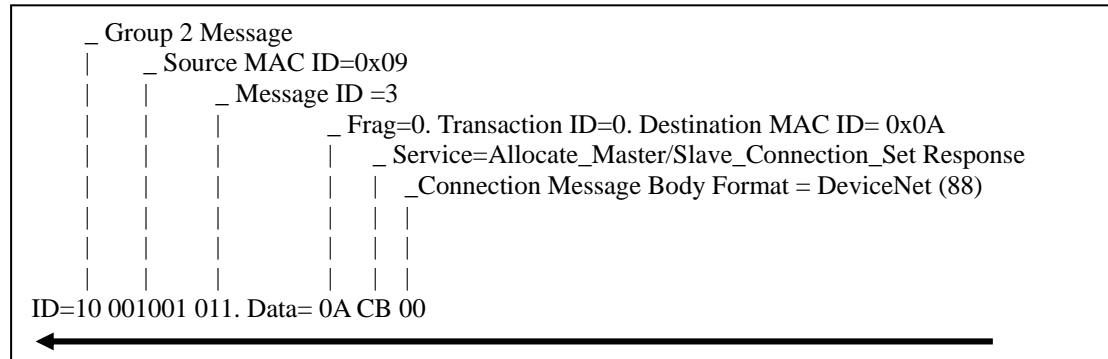 _ Group 2 Message
_ Source MAC ID=0x09
_ Message ID =3
_ Frag=0. Transaction ID=0. Destination MAC ID= 0x0A
_ Service=Allocate_Master/Slave_Connection_Set Response
_Connection Message Body Format = DeviceNet (88)
ID=10 001001 011. Data= 0A CB 00